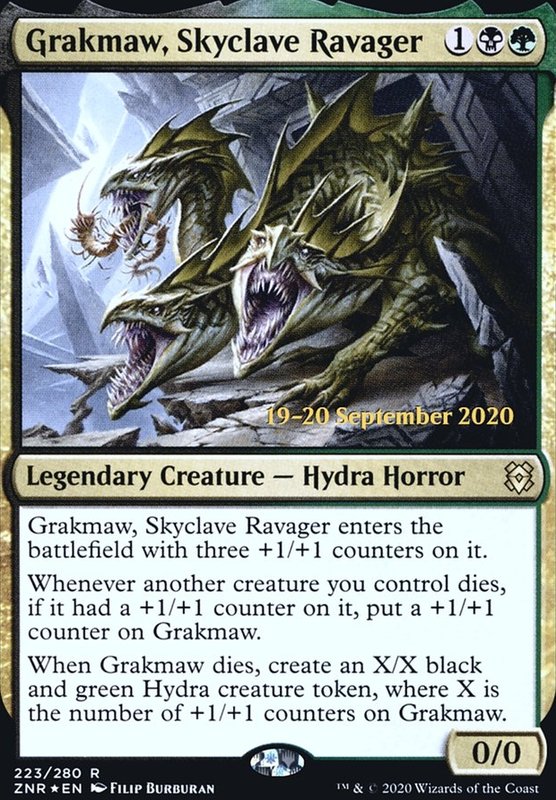 Grakmaw, Skyclave Ravager 1
19–20 September 2020
Legendary Creature — Hydra Horror
Grakmaw, Skyclave Ravager enters the
battlefield with three +1/+1 counters on it.
Whenever another creature you control dies,
if it had a +1/+1 counter on it, put a +1/+1
counter on Grakmaw.
When Grakmaw dies, create an X/X black
and green Hydra creature token, where X is
the number of +1/+1 counters on Grakmaw.
0/0
223/280 R
ZNR ★ EN Filip Burburan
™ & © 2020 Wizards of the Coast